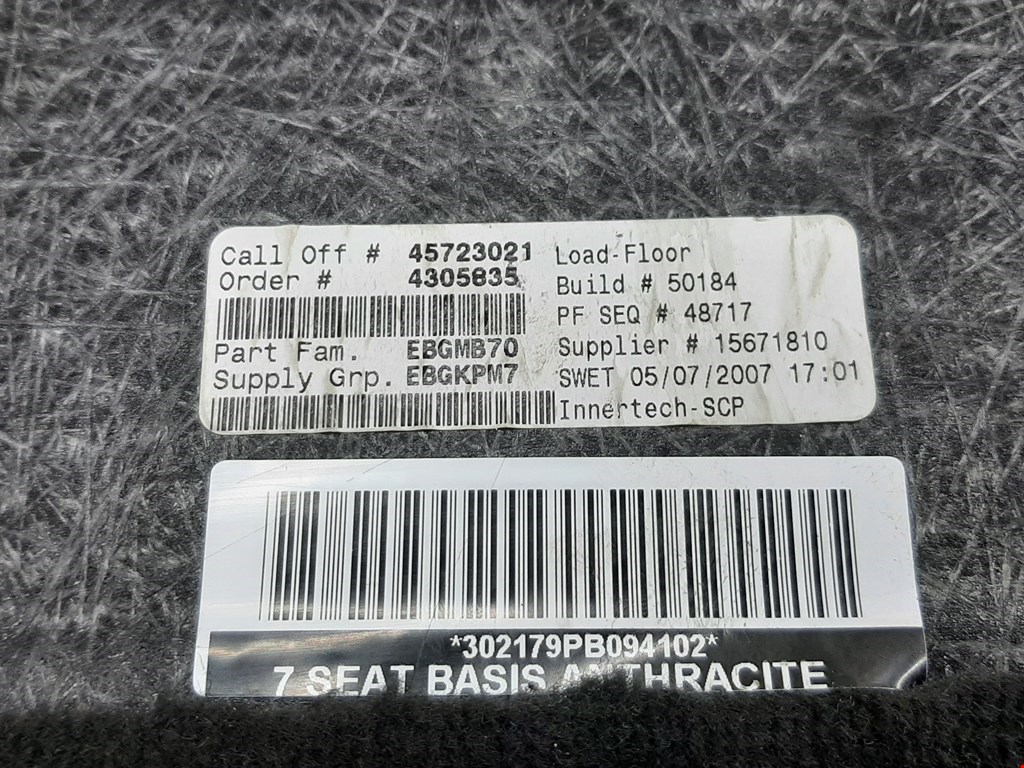 Call Off # 45723021
Order # 4305835
Part Fam. EBGMB70
Supply Grp. EBGKPM7
Load-Floor
Build # 50184
PF SEQ # 48717
Supplier # 15671810
SWET 05/07/2007 17:01
Innertech-SCP
*302179PB094102*
7 SEAT BASIS ANTHRACITE